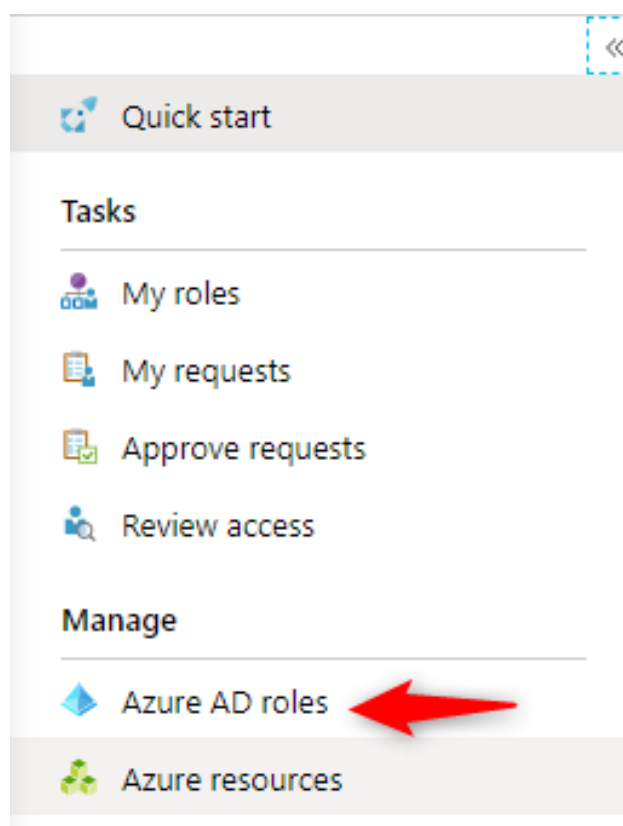 Quick start
Tasks
My roles
My requests
Approve requests
Review access
Manage
Azure AD roles
Azure resources